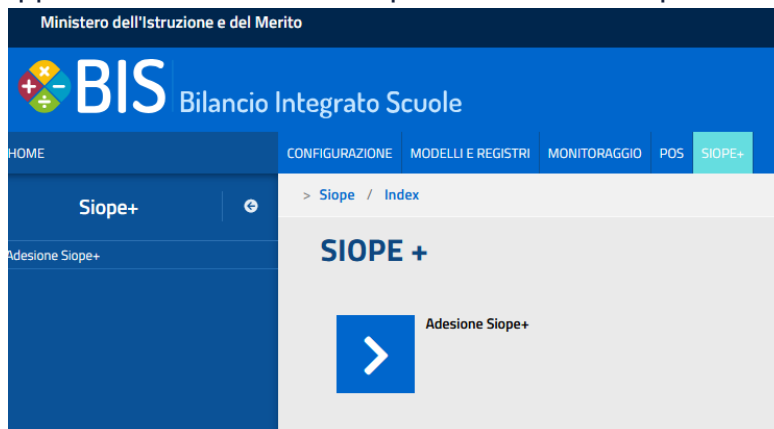 Ministero dell'Istruzione e del Merito
BIS Bilancio Integrato Scuole
HOME CONFIGURAZIONE MODELLI E REGISTRI MONITORAGGIO POS SIOPE+
Siope+
> Siope / Index
Adesione Siope+
SIOPE +
Adesione Siope+